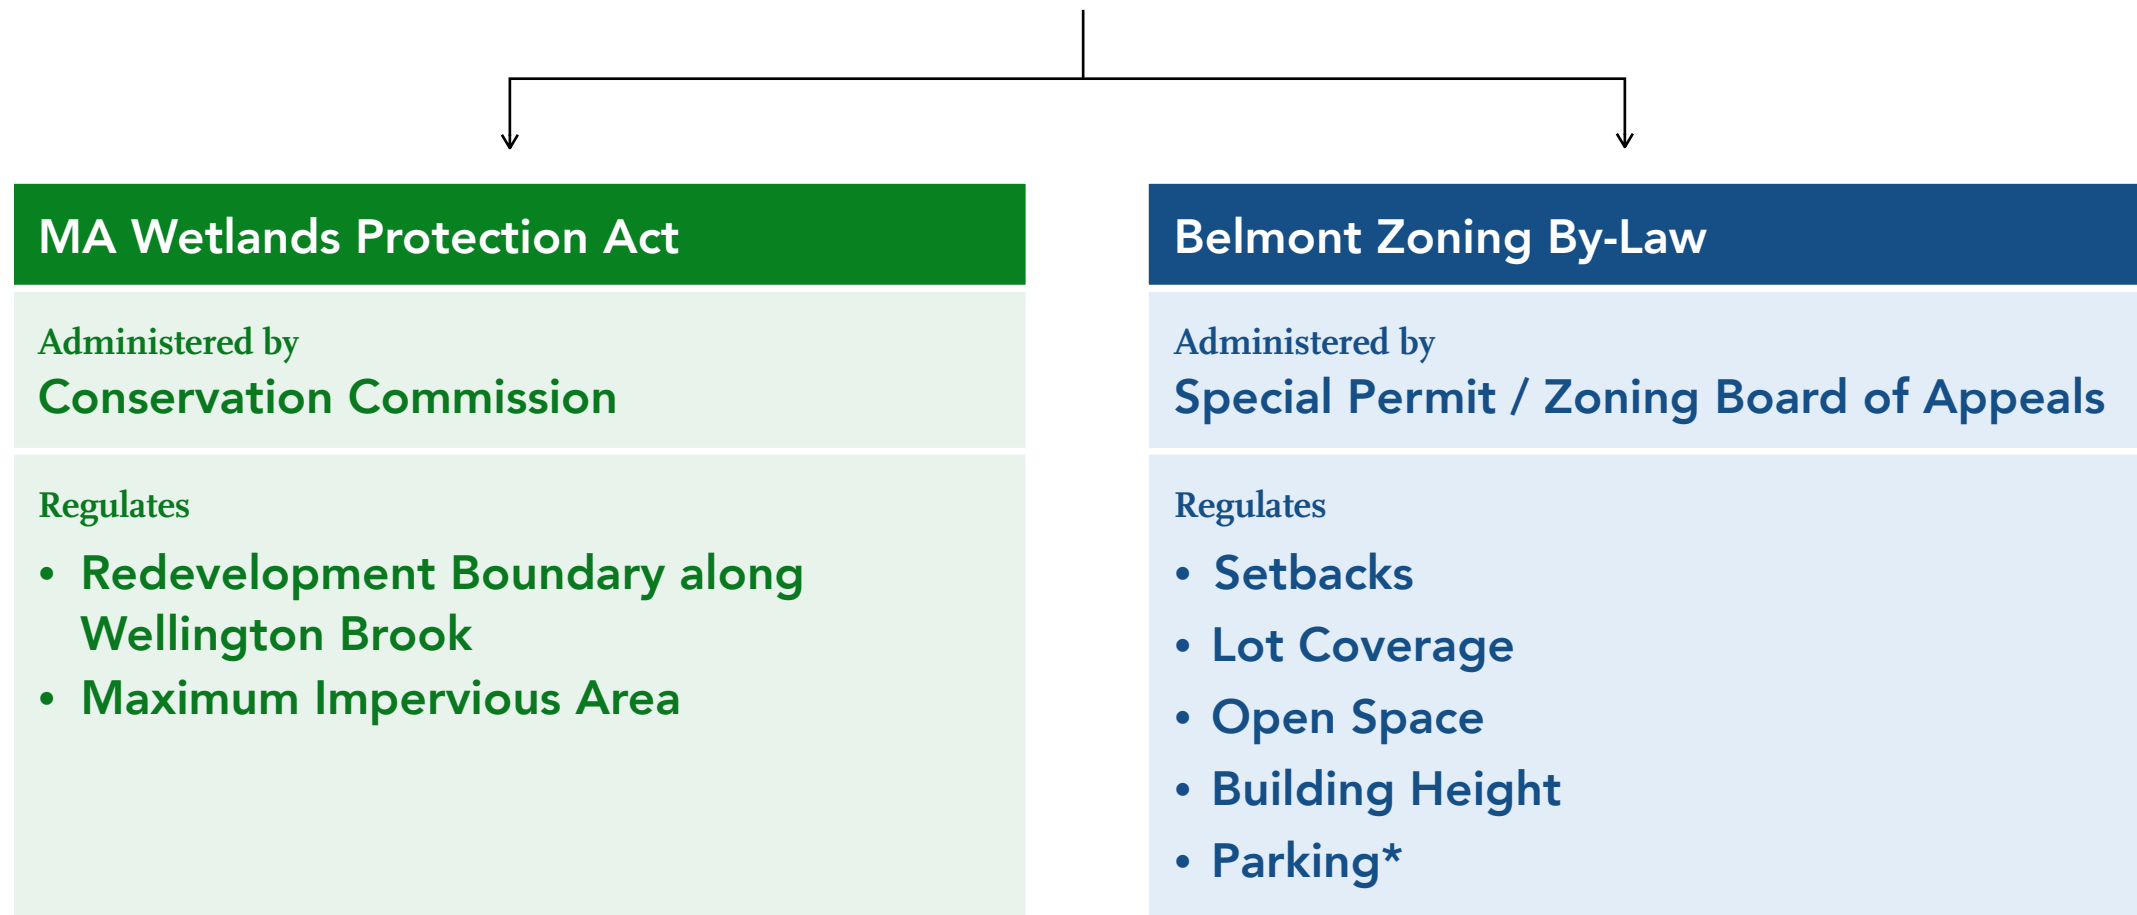 MA Wetlands Protection Act
Administered by
Conservation Commission
Regulates
• Redevelopment Boundary along
Wellington Brook
• Maximum Impervious Area
Belmont Zoning By-Law
Administered by
Special Permit / Zoning Board of Appeals
Regulates
• Setbacks
• Lot Coverage
• Open Space
• Building Height
• Parking*